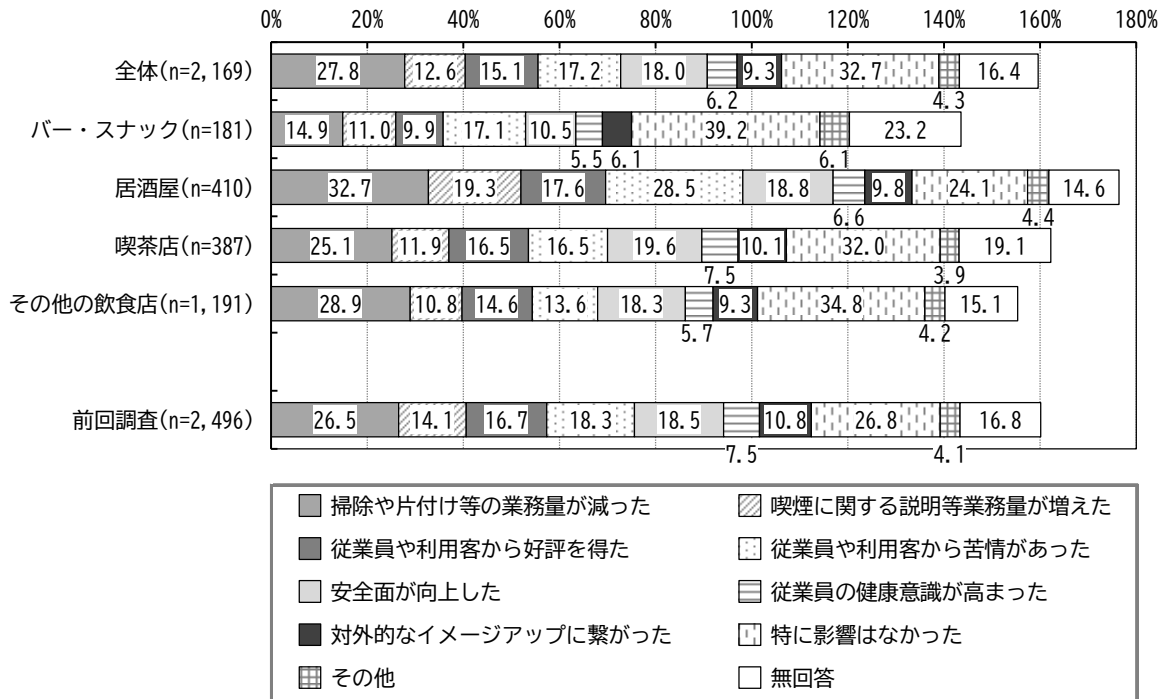 0% 20% 40% 60% 80% 100% 120% 140% 160% 180%
全体(n=2,169) 27.8 12.6 15.1 17.2 18.0 9.3 32.7 16.4
6.2 4.3
バー・スナック(n=181) 14.9 11.0 9.9 17.1 10.5 39.2 23.2
5.5 6.1 6.1
居酒屋(n=410) 32.7 19.3 17.6 28.5 18.8 9.8 24.1 14.6
6.6 4.4
喫茶店(n=387) 25.1 11.9 16.5 16.5 19.6 10.1 32.0 19.1
7.5 3.9
その他の飲食店(n=1,191) 28.9 10.8 14.6 13.6 18.3 9.3 34.8 15.1
5.7 4.2
前回調査(n=2,496) 26.5 14.1 16.7 18.3 18.5 10.8 26.8 16.8
7.5 4.1
掃除や片付け等の業務量が減った 喫煙に関する説明等業務量が増えた
従業員や利用客から好評を得た 従業員や利用客から苦情があった
安全面が向上した 従業員の健康意識が高まった
対外的なイメージアップに繋がった 特に影響はなかった
その他 無回答